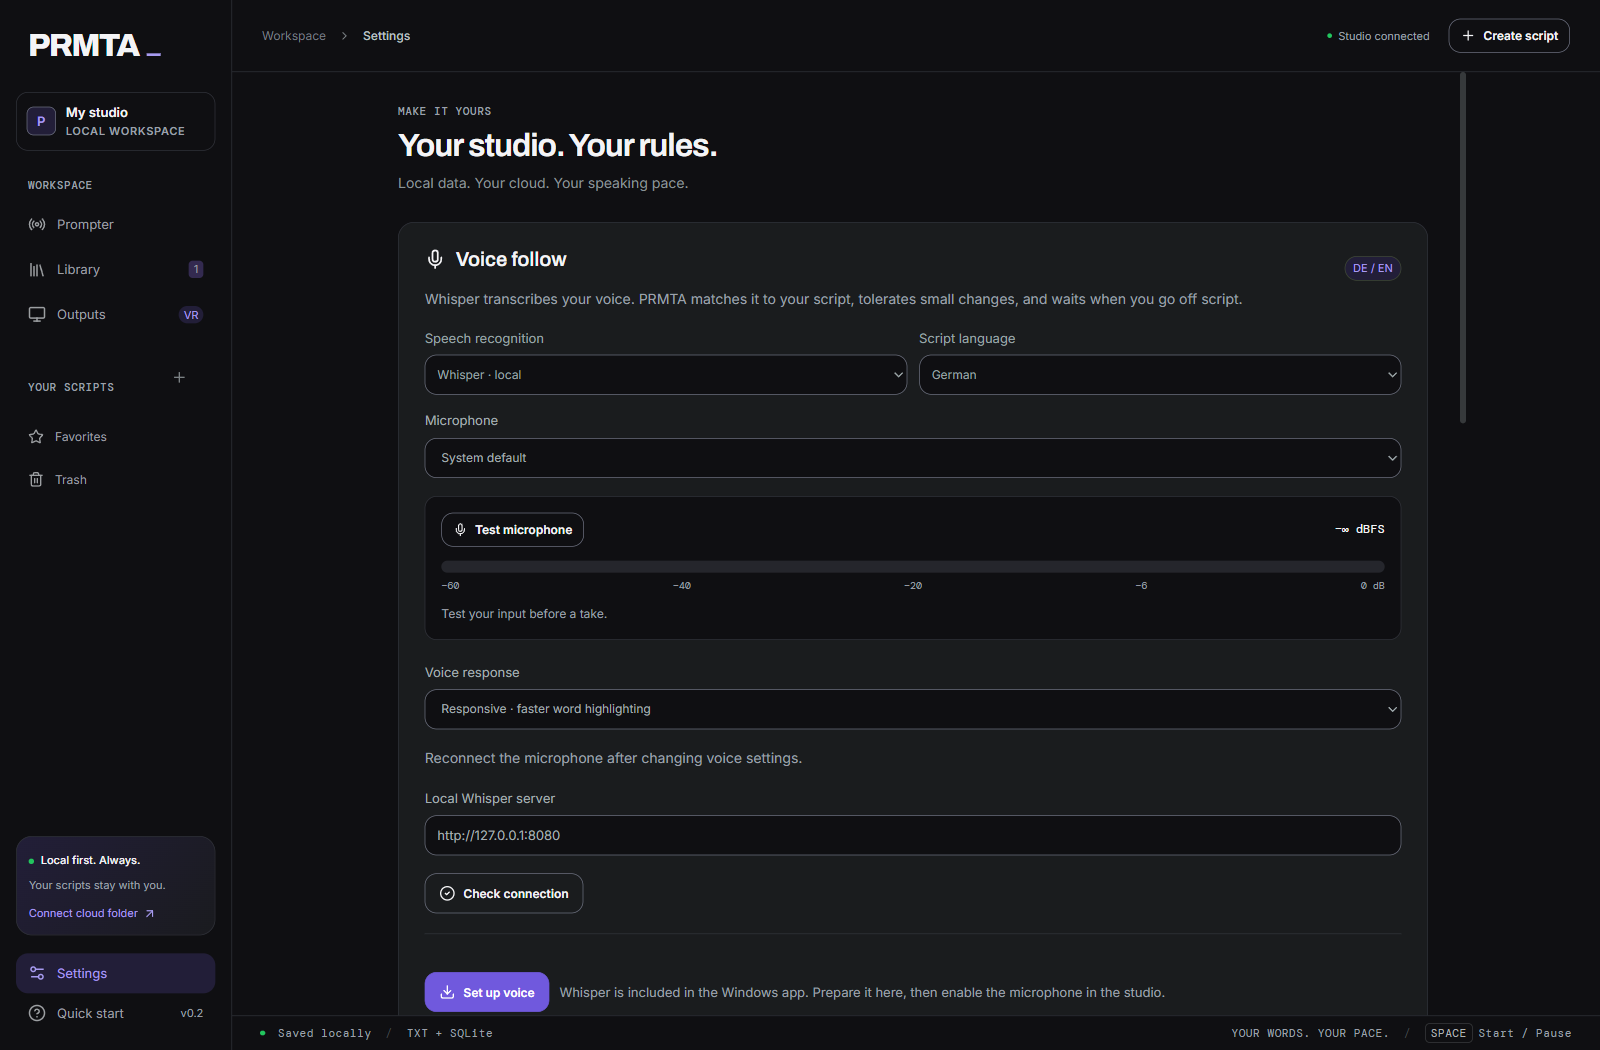 PRMTA _
P
My studio
LOCAL WORKSPACE
WORKSPACE
Prompter
Library
1
Outputs
VR
YOUR SCRIPTS
Favorites
Trash
Local first. Always.
Your scripts stay with you.
Connect cloud folder
Settings
Quick start
v0.2
Workspace
Settings
Studio connected
Create script
MAKE IT YOURS
Your studio. Your rules.
Local data. Your cloud. Your speaking pace.
Voice follow
DE / EN
Whisper transcribes your voice. PRMTA matches it to your script, tolerates small changes, and waits when you go off script.
Speech recognition
Script language
Whisper · local
German
Microphone
System default
Test microphone
−∞ dBFS
−60 −40 −20 −6 0 dB
Test your input before a take.
Voice response
Responsive · faster word highlighting
Reconnect the microphone after changing voice settings.
Local Whisper server
http://127.0.0.1:8080
Check connection
Set up voice
Whisper is included in the Windows app. Prepare it here, then enable the microphone in the studio.
Saved locally / TXT + SQLite
YOUR WORDS. YOUR PACE. / SPACE Start / Pause